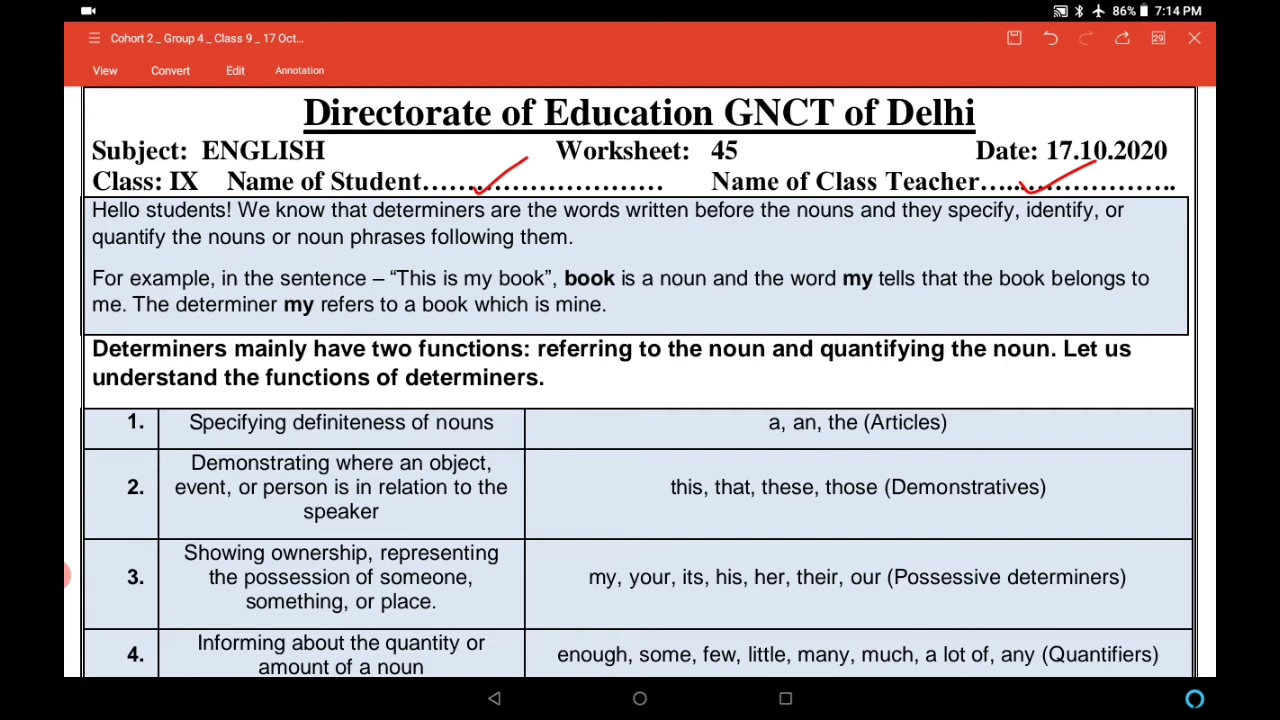 86% 7:14 PM
Cohort 2 _ Group 4 _ Class 9 _ 17 Oct...
29
View Convert Edit Annotation
Directorate of Education GNCT of Delhi
Subject: ENGLISH Worksheet: 45 Date: 17.10.2020
Class: IX Name of Student........................... Name of Class Teacher......................
Hello students! We know that determiners are the words written before the nouns and they specify, identify, or
quantify the nouns or noun phrases following them.
For example, in the sentence – “This is my book”, book is a noun and the word my tells that the book belongs to
me. The determiner my refers to a book which is mine.
Determiners mainly have two functions: referring to the noun and quantifying the noun. Let us
understand the functions of determiners.
1. Specifying definiteness of nouns a, an, the (Articles)
Demonstrating where an object,
2. event, or person is in relation to the this, that, these, those (Demonstratives)
speaker
Showing ownership, representing
3. the possession of someone, my, your, its, his, her, their, our (Possessive determiners)
something, or place.
Informing about the quantity or
4. amount of a noun enough, some, few, little, many, much, a lot of, any (Quantifiers)